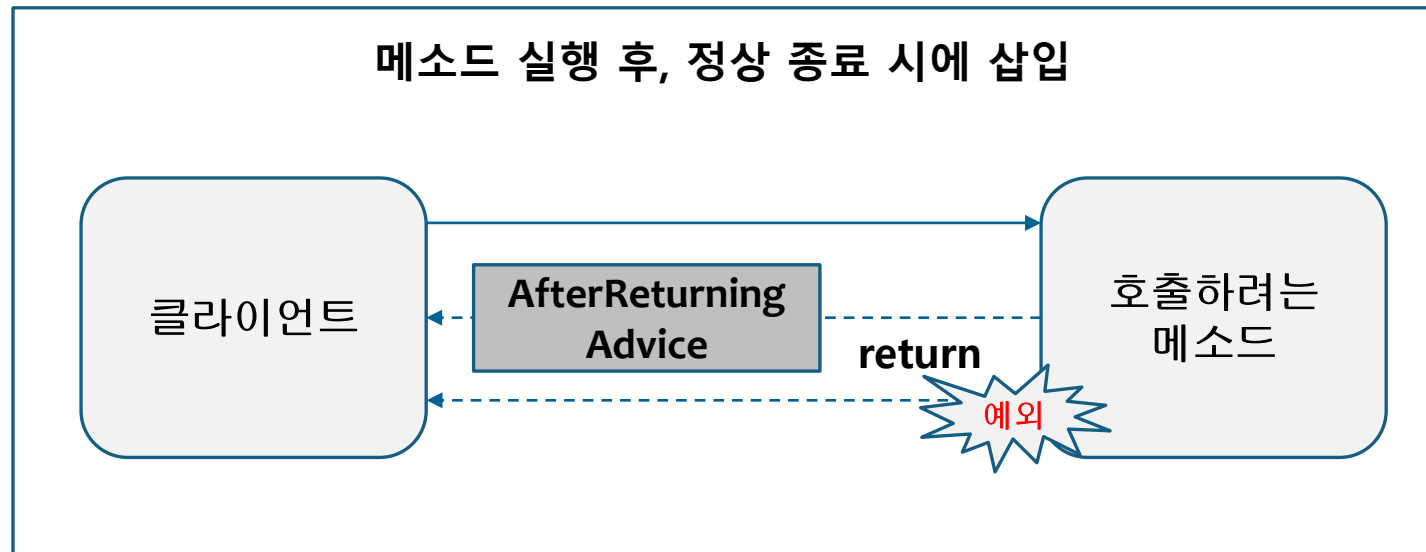 메소드 실행 후, 정상 종료 시에 삽입
클라이언트
AfterReturning
Advice
return
예외
호출하려는
메소드